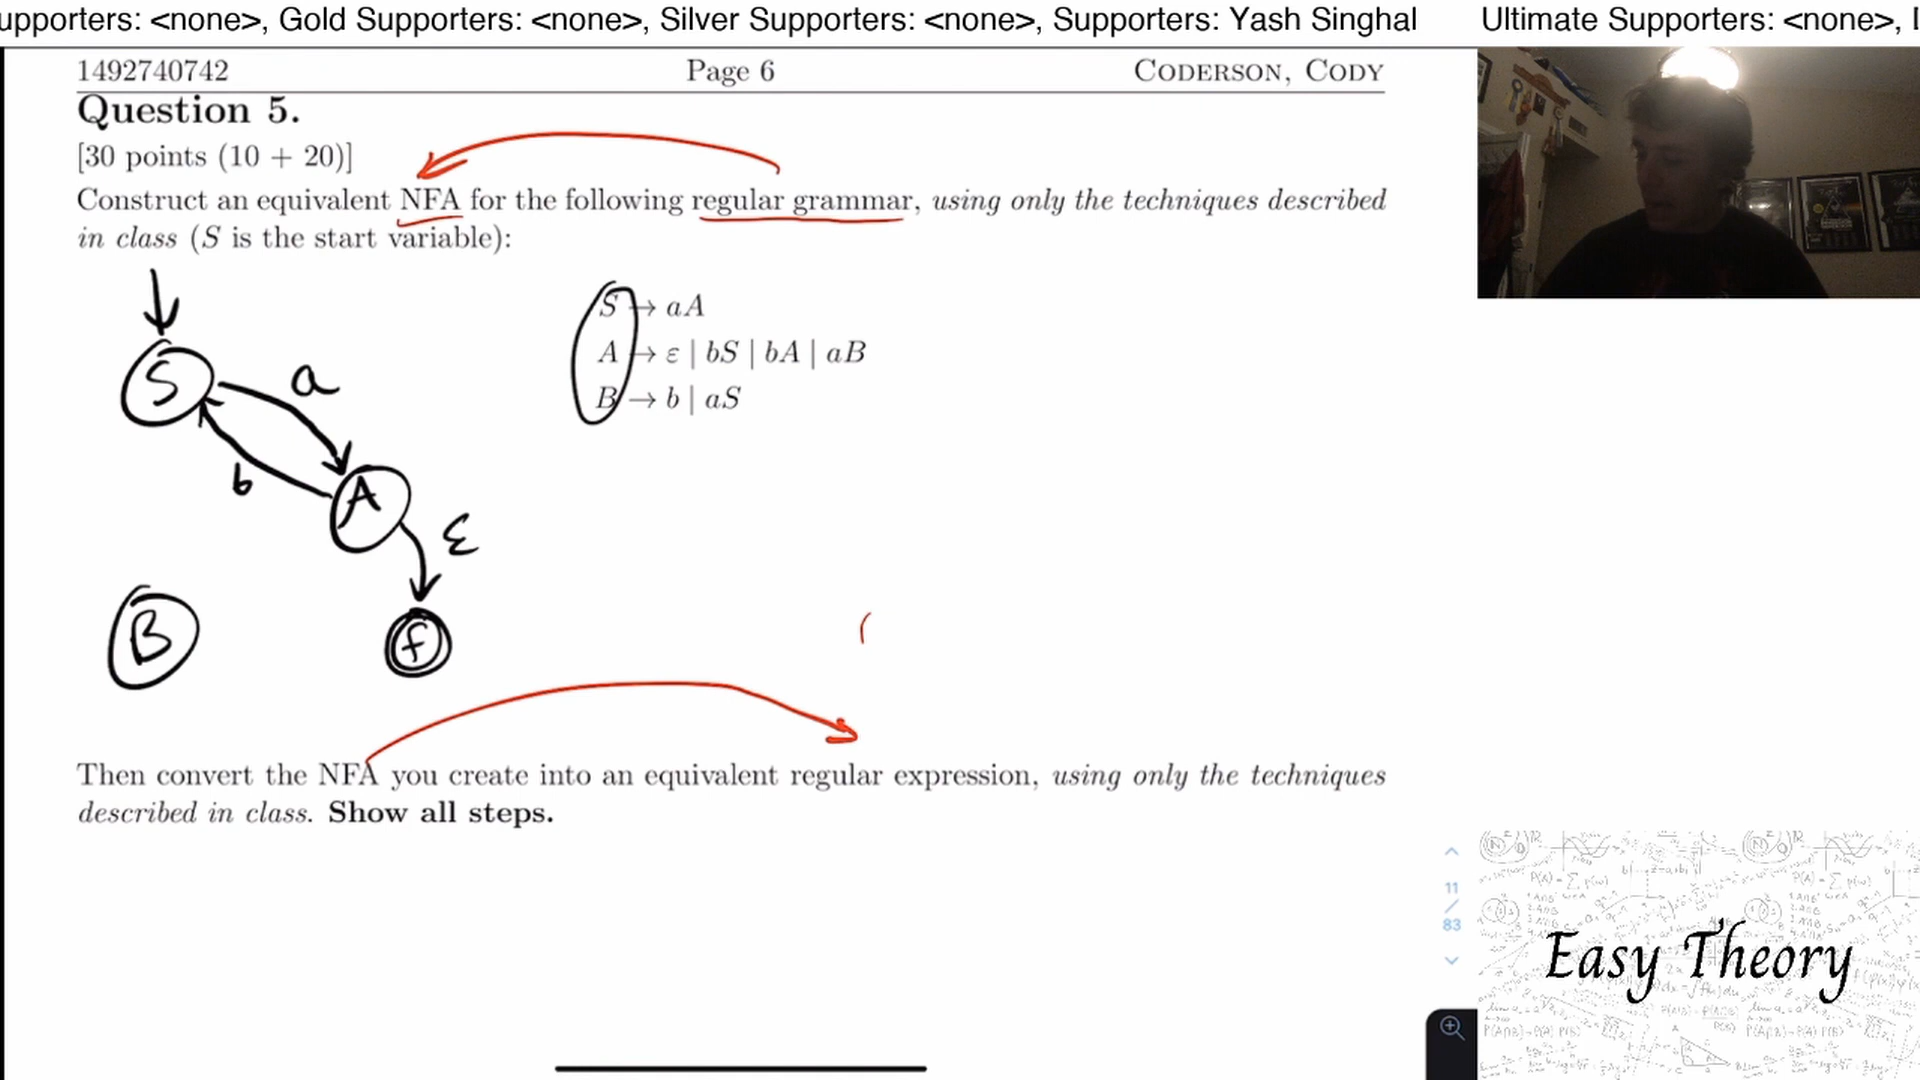 upporters: <none>, Gold Supporters: <none>, Silver Supporters: <none>, Supporters: Yash Singhal Ultimate Supporters: <none>,
1492740742 Page 6 CODERSON, CODY
Question 5.
[30 points (10 + 20)]
Construct an equivalent NFA for the following regular grammar, using only the techniques described
in class (S is the start variable):
S → aA
A → ε | bS | bA | aB
B → b | aS
S
a
b
A
ε
B
f
Then convert the NFA you create into an equivalent regular expression, using only the techniques
described in class. Show all steps.
11
/
83
Easy Theory